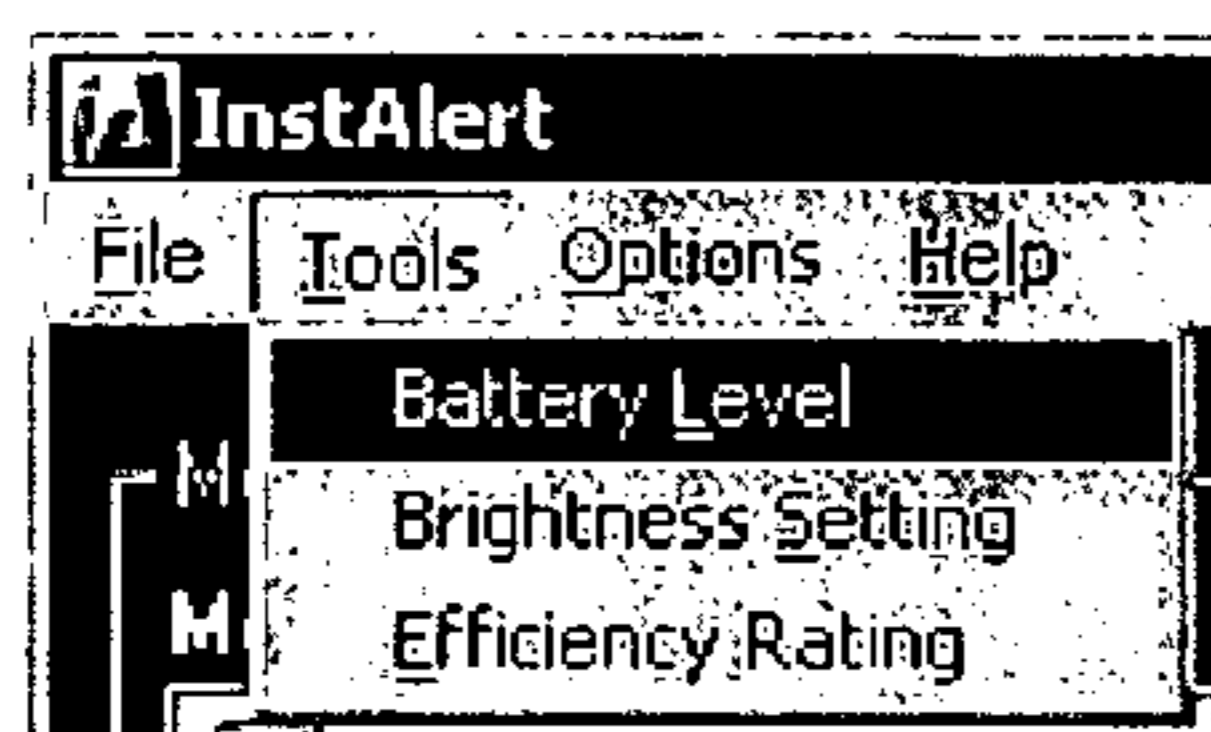 InstAlert
File Tools Options Help
Battery Level
M
Brightness Setting
M
Efficiency Rating